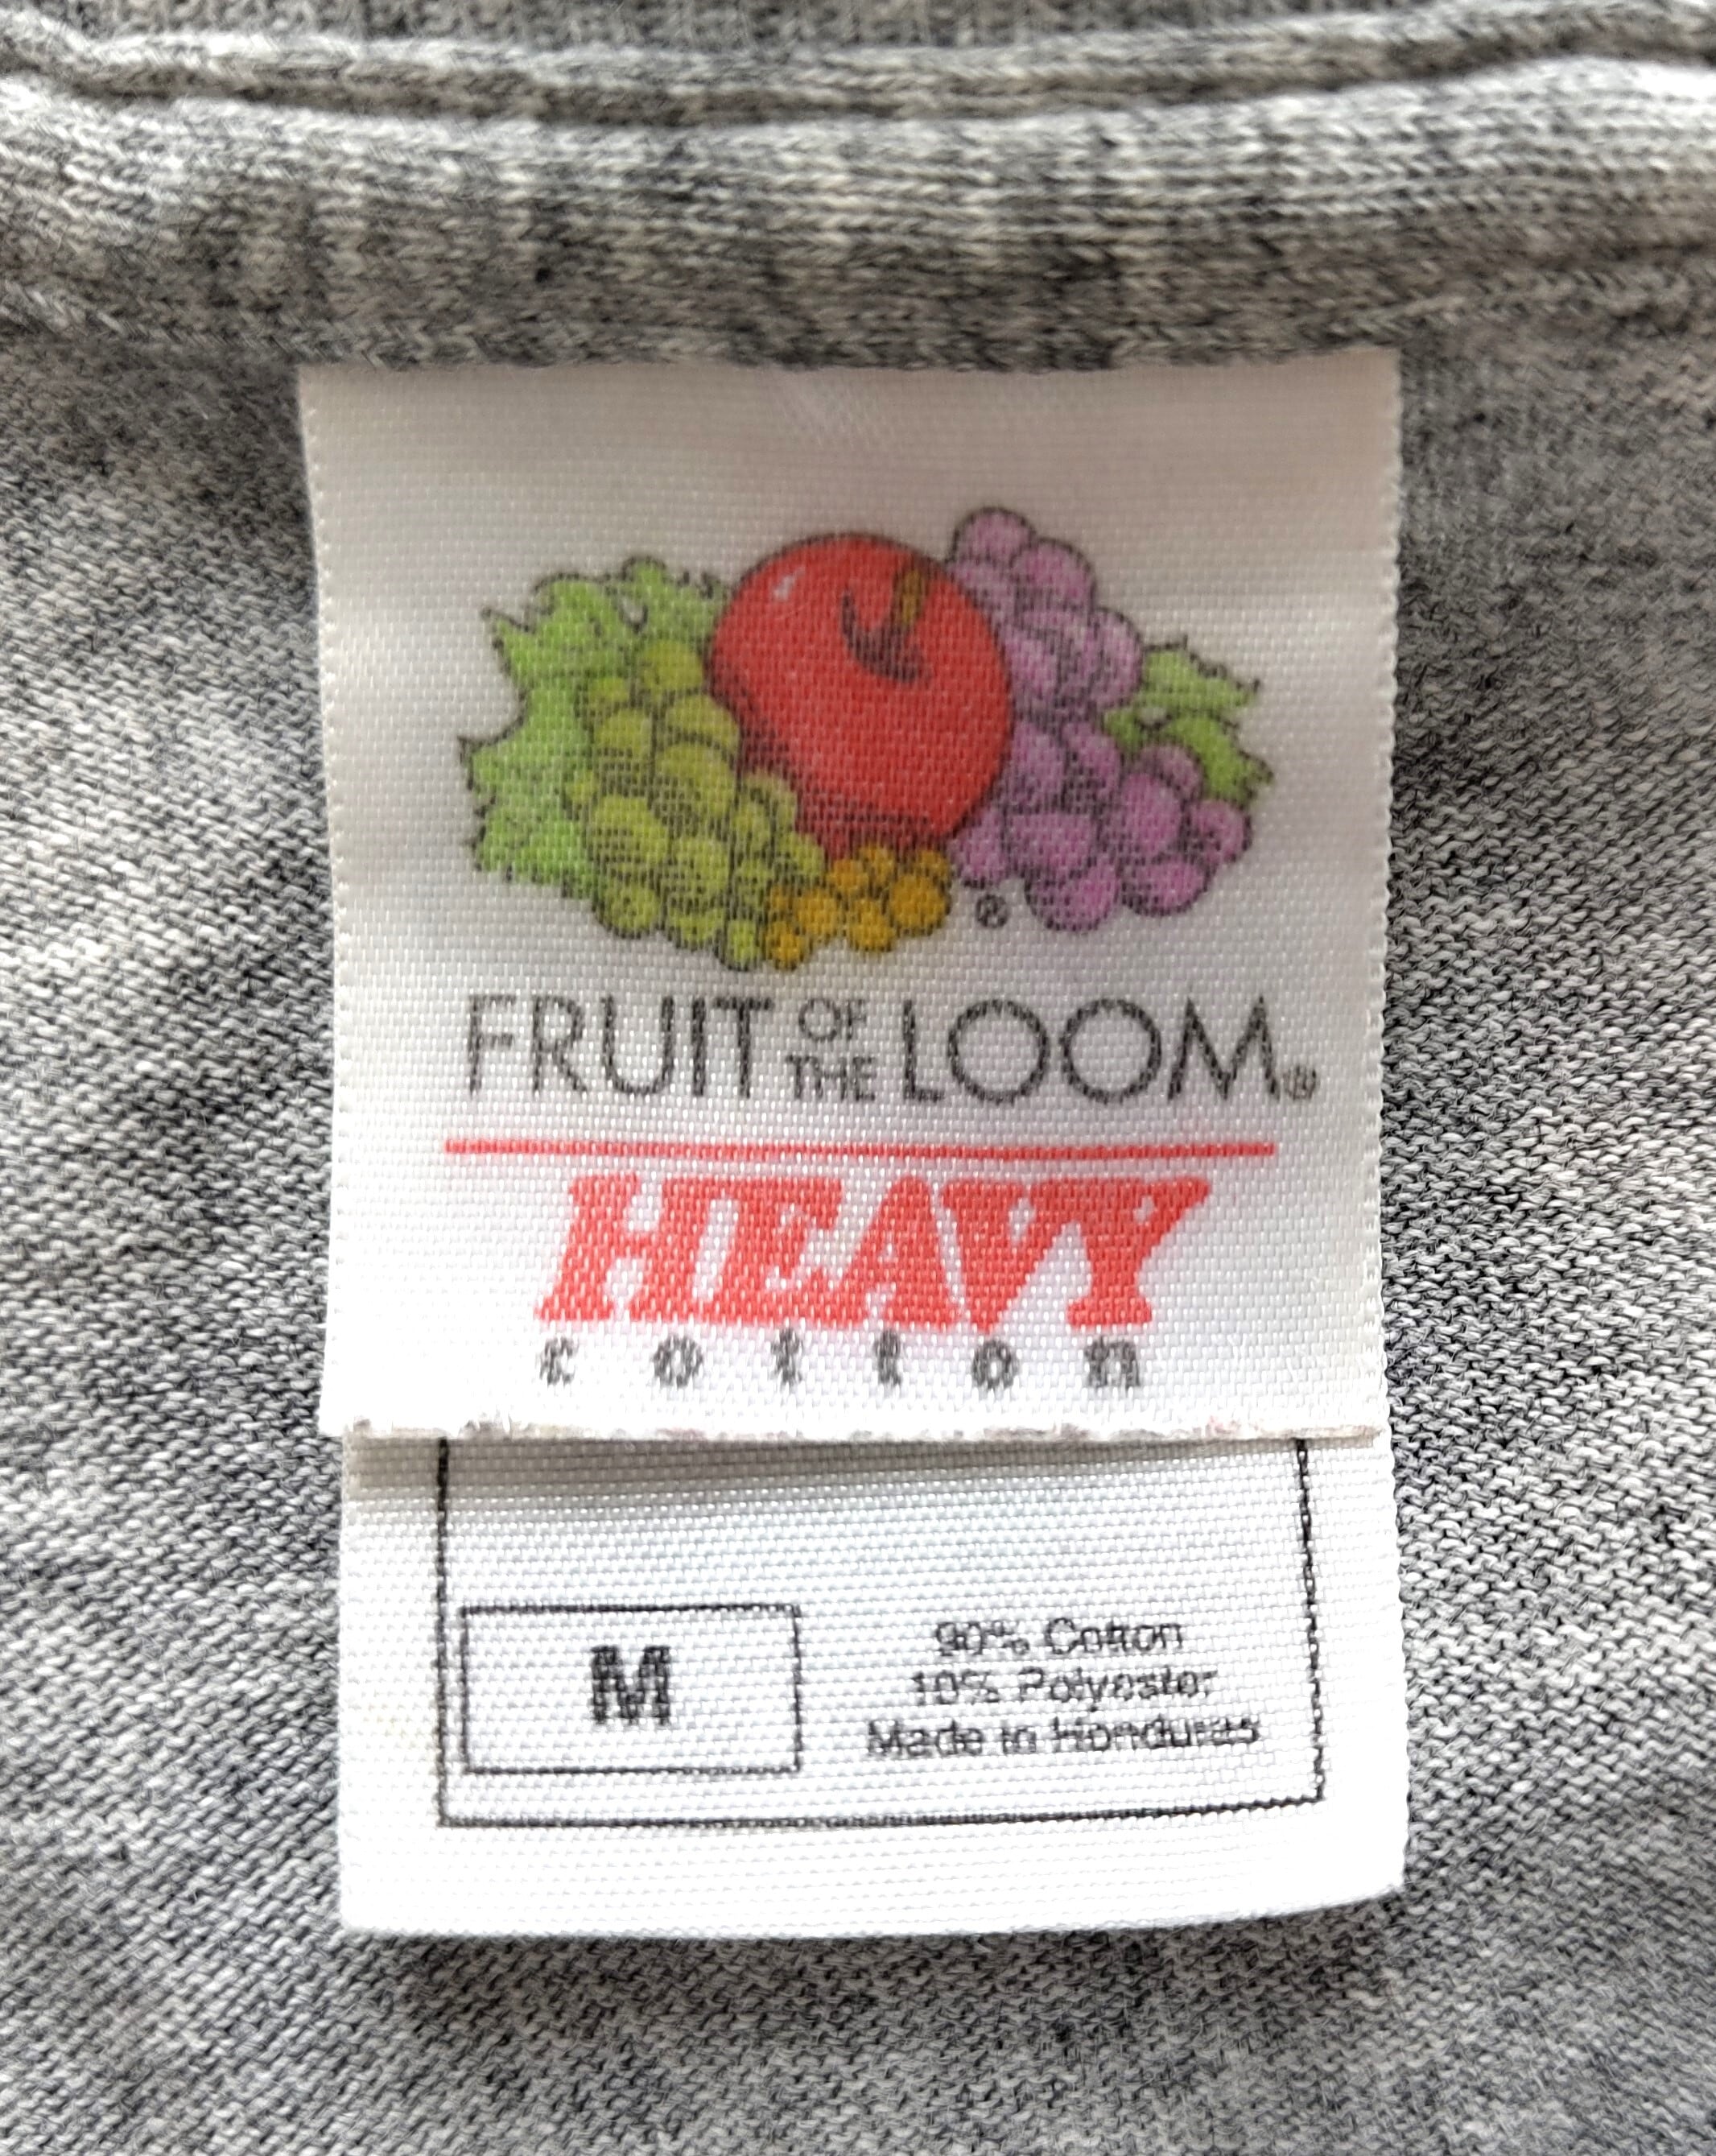 ®
FRUIT OF THE LOOM®
HEAVY
cotton
M
90% Cotton
10% Polyester
Made in Honduras